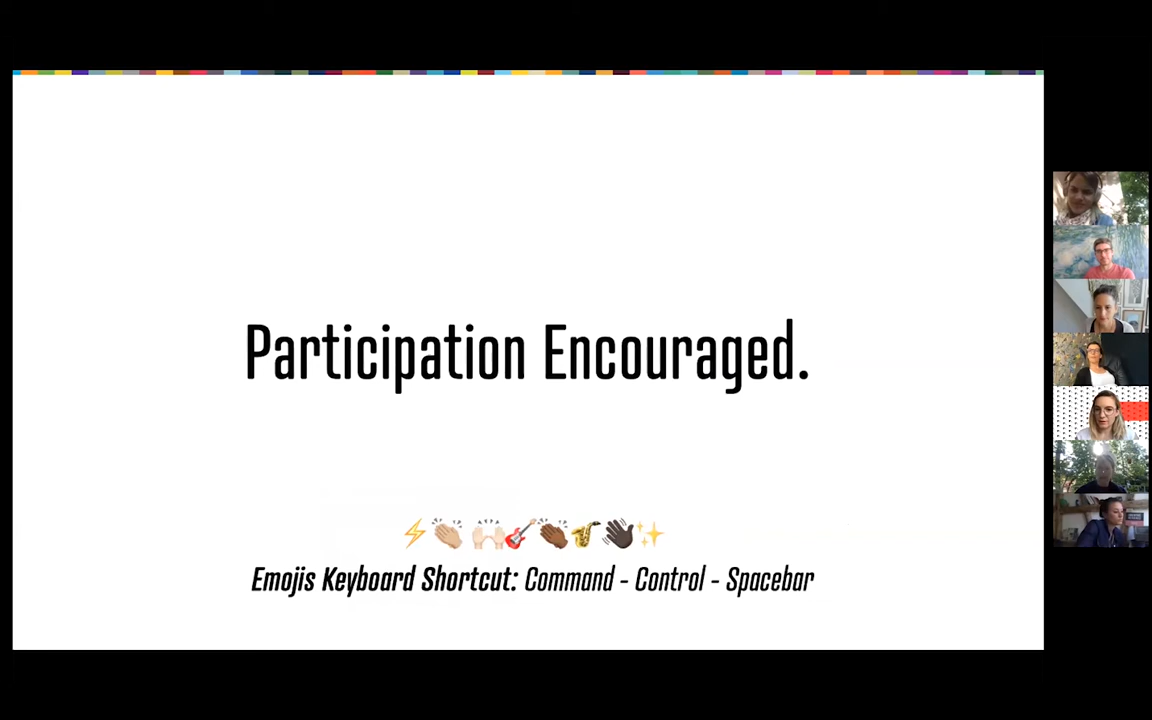 Participation Encouraged.
⚡👏🏼 🙌🏻🎸👏🏾🎷👋🏿✨
Emojis Keyboard Shortcut: Command - Control - Spacebar